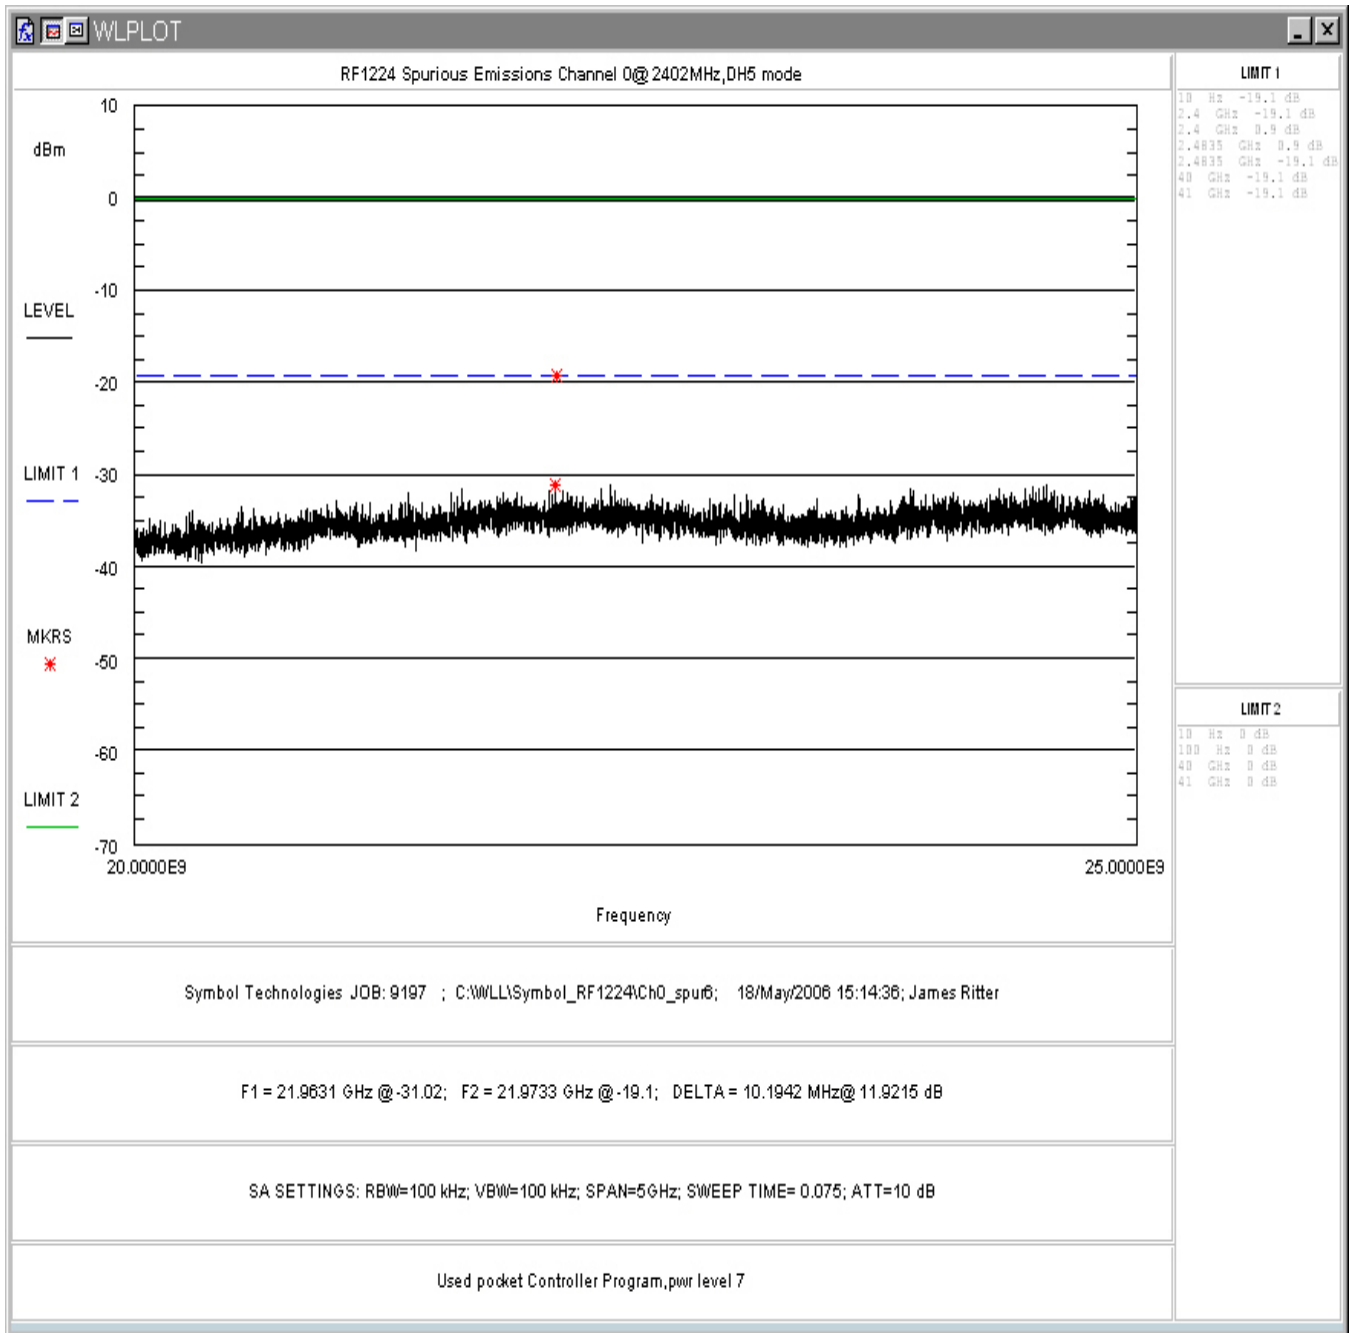 WLPLOT
RF1224 Spurious Emissions Channel 0@ 2402MHz,DH5 mode
10
dBm
0
-10
LEVEL
-20
LIMIT 1
-30
-40
MKRS
-50
-60
LIMIT 2
-70
20.0000E9
25.0000E9
Frequency
LIMIT 1
10 Hz -19.1 dB
2.4 GHz -19.1 dB
2.4 GHz 0.9 dB
2.4835 GHz 0.9 dB
2.4835 GHz -19.1 dB
40 GHz -19.1 dB
41 GHz -19.1 dB
LIMIT 2
10 Hz 0 dB
100 Hz 0 dB
40 GHz 0 dB
41 GHz 0 dB
Symbol Technologies JOB: 9197 ; C:\WLL\Symbol_RF1224\Ch0_spur6; 18/May/2006 15:14:36; James Ritter
F1 = 21.9631 GHz @-31.02; F2 = 21.9733 GHz @-19.1; DELTA = 10.1942 MHz@ 11.9215 dB
SA SETTINGS: RBW=100 kHz; VBW=100 kHz; SPAN=5GHz; SWEEP TIME= 0.075; ATT=10 dB
Used pocket Controller Program,pwr level 7